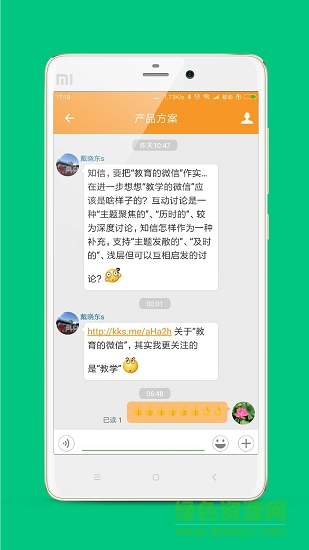 mi
17:18
1.73K/s
移动
产品方案
昨天10:47
戴晓东s
知信，要把“教育的微信”作实...
在进一步想想“教学的微信”应
该是啥样子的？互动讨论是一
种“主题聚焦的”、“历时的”、较
为深度讨论，知信怎样作为一种
补充，支持“主题发散的”、“及时
的”、浅层但可以互相启发的讨
论？
00:01
戴晓东s
http://kks.me/aHa2h 关于“教
育的微信”，其实我更关注的
是“教学”
06:48
已读 1
绿色资源网
www.downcc.com